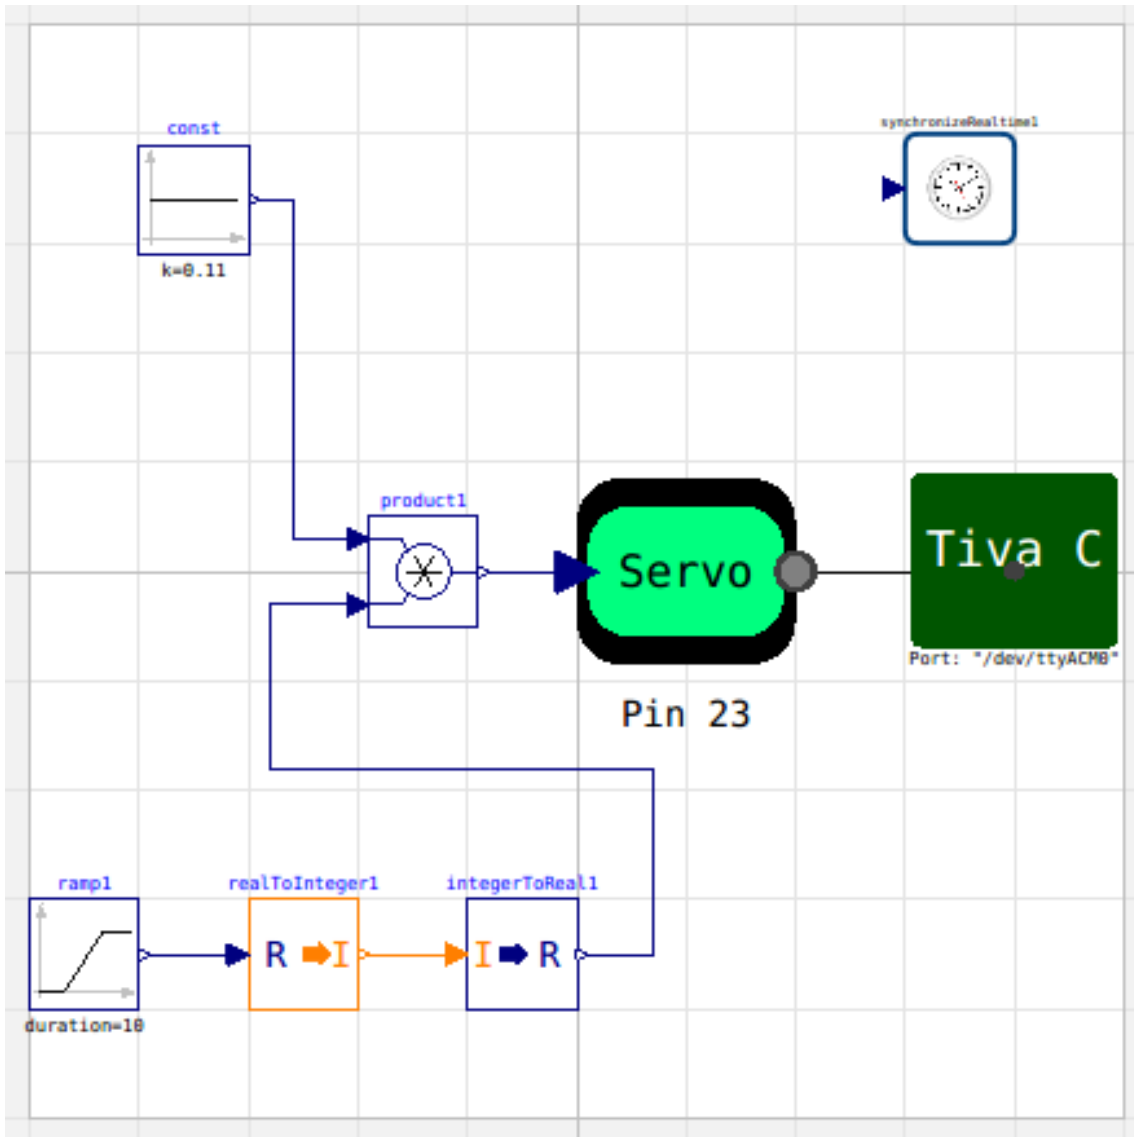 const
synchronizeRealtime1
k=0.11
product1
Servo
Tiva C
Port: "/dev/ttyACM0"
Pin 23
ramp1
realToInteger1
integerToReal1
R I
I R
duration=10